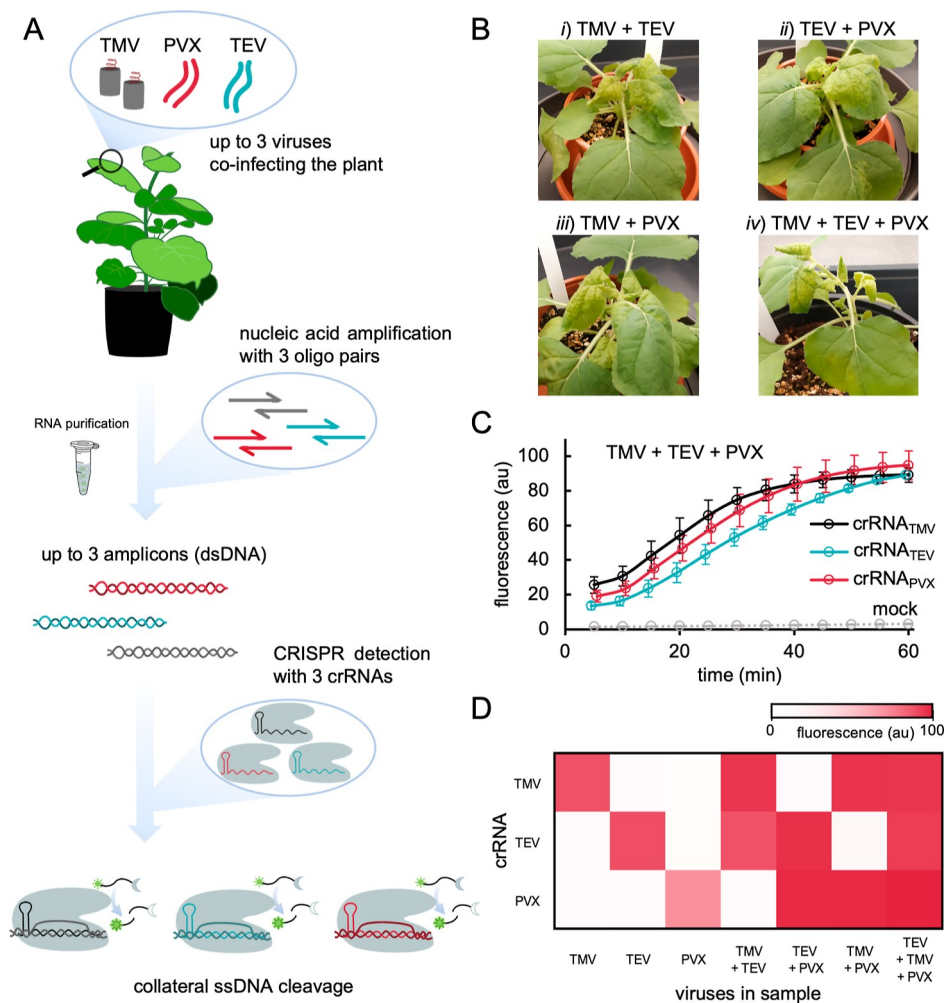 A
TMV PVX TEV
up to 3 viruses
co-infecting the plant
nucleic acid amplification
with 3 oligo pairs
RNA purification
up to 3 amplicons (dsDNA)
CRISPR detection
with 3 crRNAs
collateral ssDNA cleavage
B
i) TMV + TEV
ii) TEV + PVX
iii) TMV + PVX
iv) TMV + TEV + PVX
C
TMV + TEV + PVX
fluorescence (au)
100
80
60
40
20
0
crRNATMV
crRNATEV
crRNAPVX
mock
0 20 40 60
time (min)
D
0 fluorescence (au) 100
crRNA
TMV
TEV
PVX
TMV
TEV
PVX
TMV
+ TEV
TEV
+ PVX
TMV
+ PVX
TEV
+ TMV
+ PVX
viruses in sample